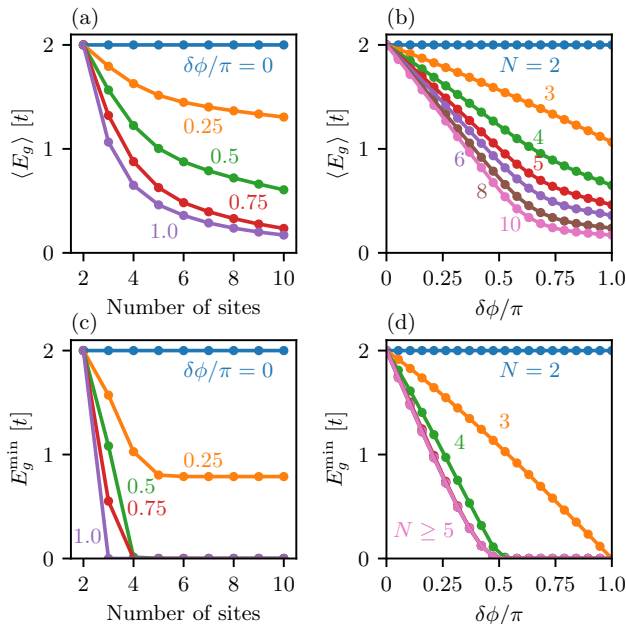 (a)
2
1
0
⟨E_g⟩ [t]
δϕ/π = 0
0.25
0.5
0.75
1.0
2 4 6 8 10
Number of sites
(b)
2
1
0
⟨E_g⟩ [t]
N = 2
3
4
5
6
8
10
0 0.25 0.50 0.75 1.0
δϕ/π
(c)
2
1
0
E_g^min [t]
δϕ/π = 0
0.25
0.5
0.75
1.0
2 4 6 8 10
Number of sites
(d)
2
1
0
E_g^min [t]
N = 2
3
4
N ≥ 5
0 0.25 0.50 0.75 1.0
δϕ/π